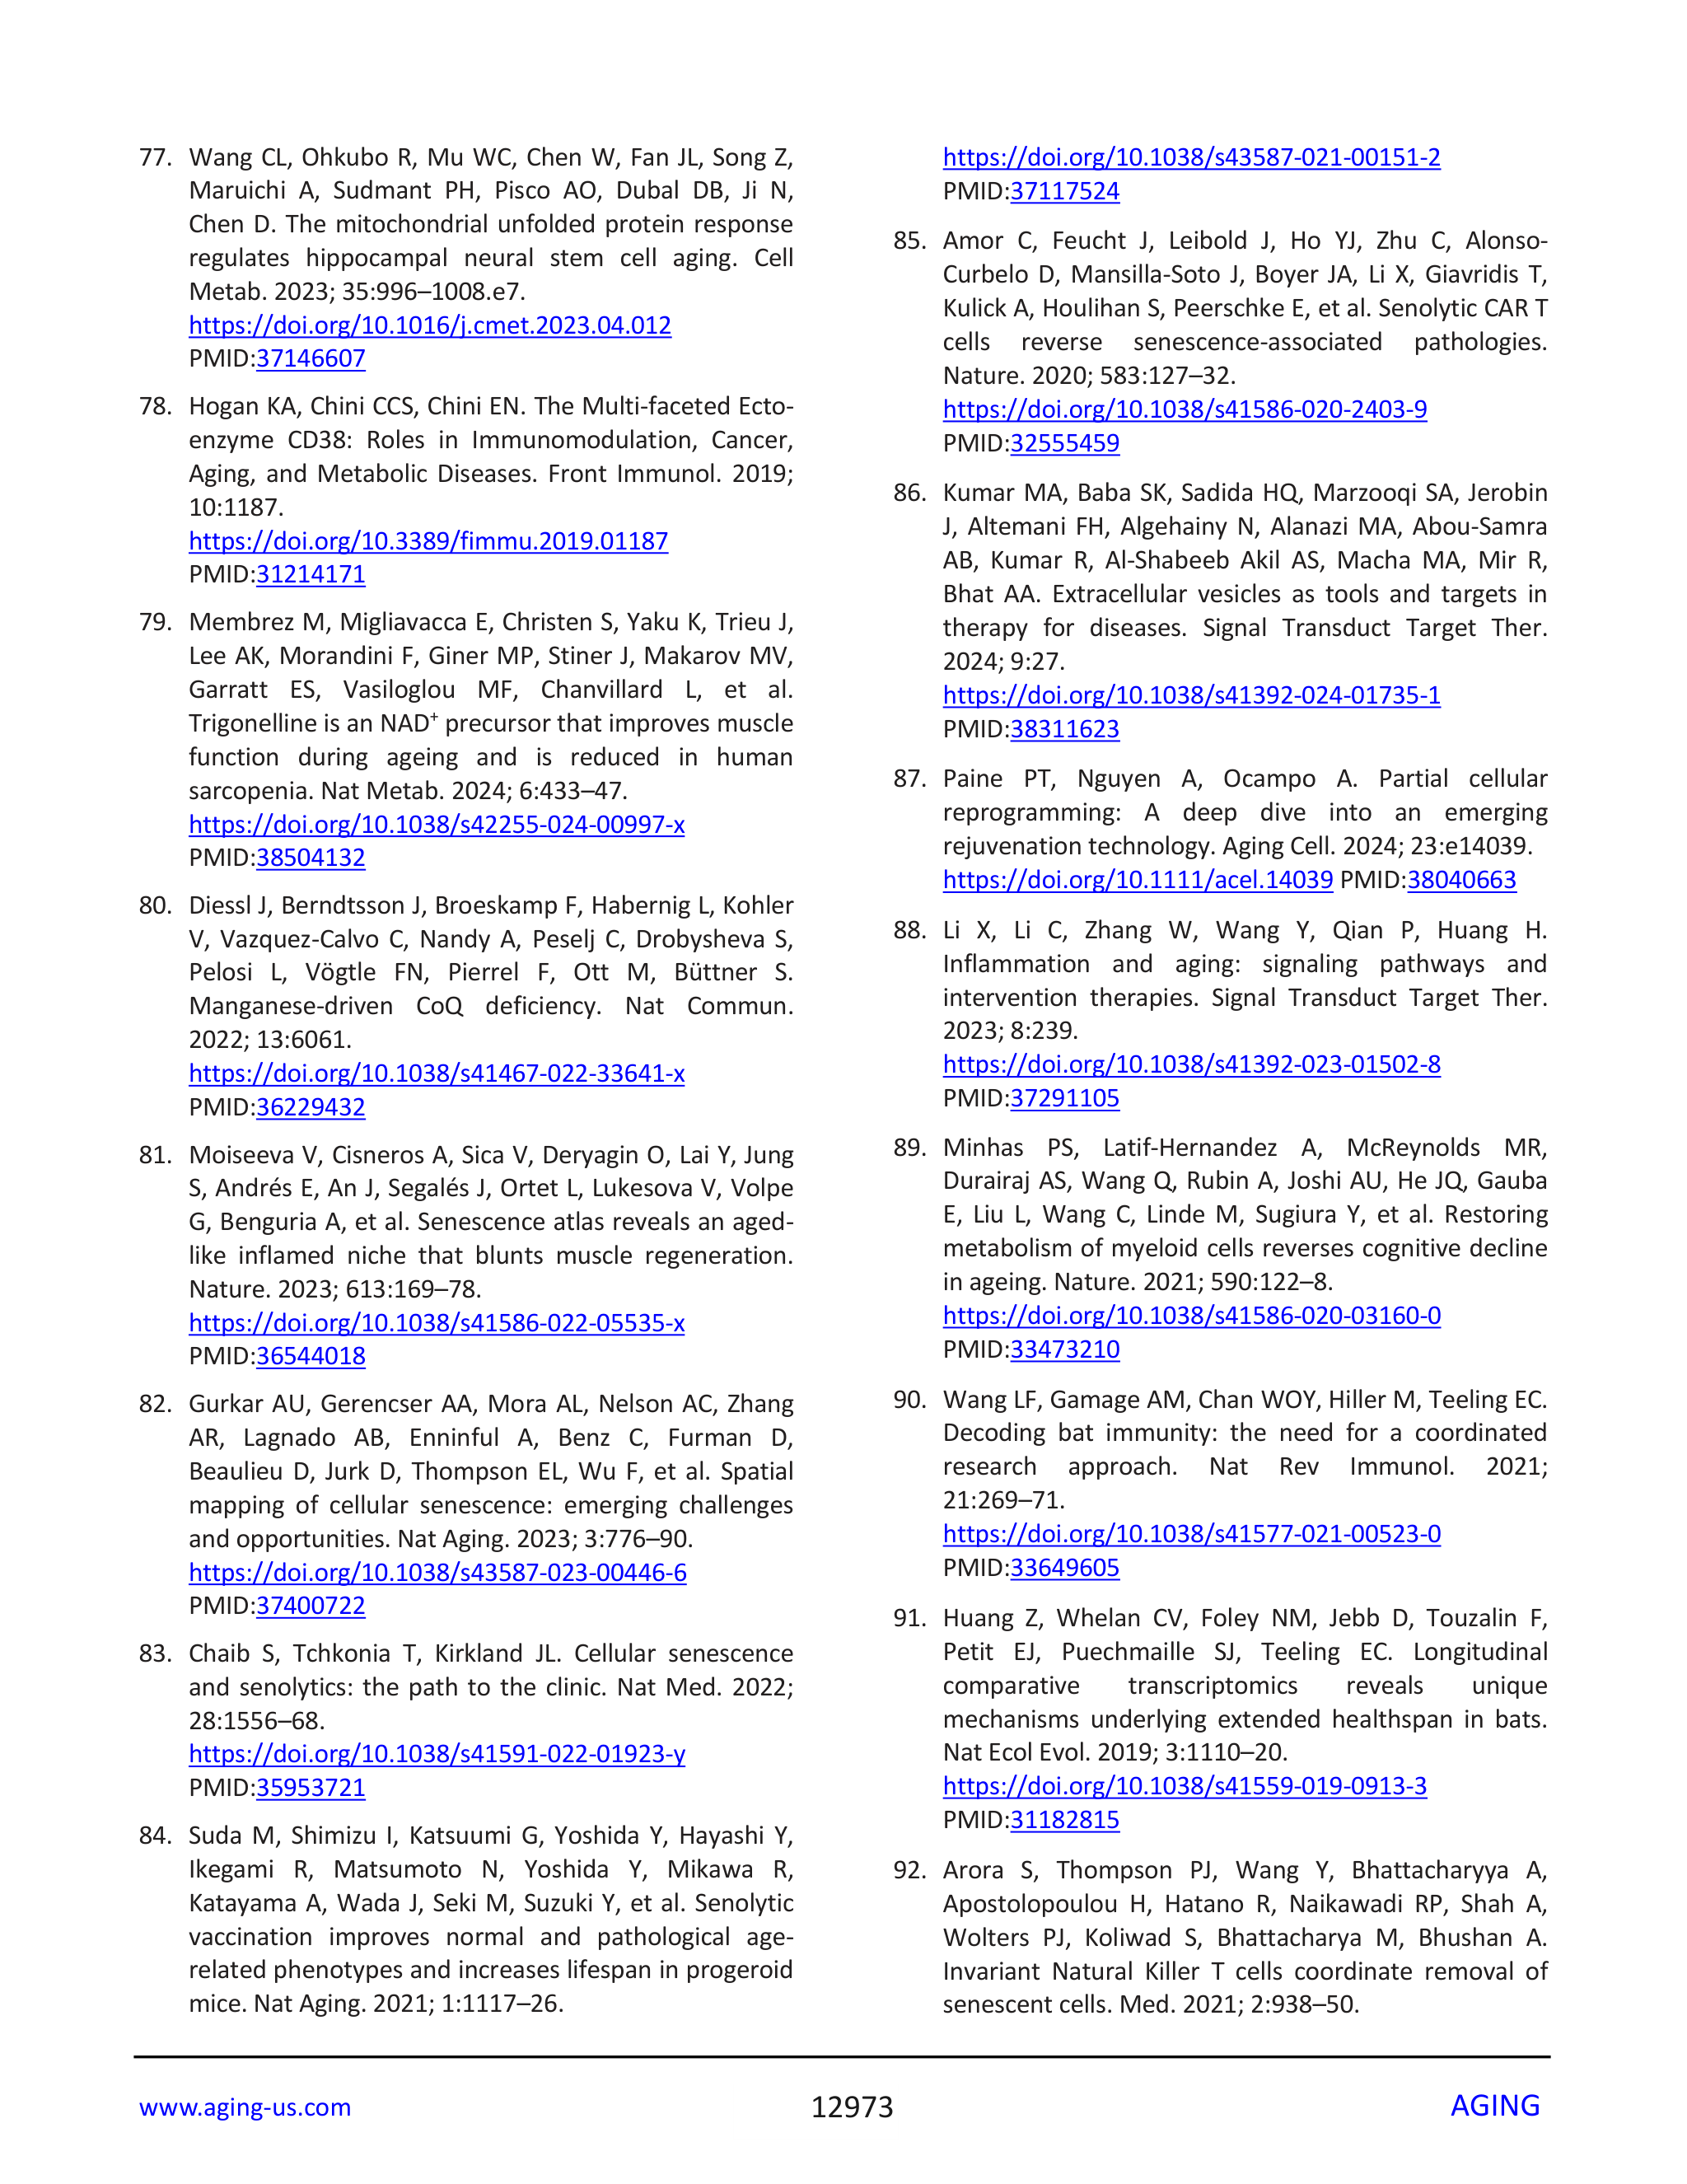 77. Wang CL, Ohkubo R, Mu WC, Chen W, Fan JL, Song Z,
Maruichi A, Sudmant PH, Pisco AO, Dubal DB, Ji N,
Chen D. The mitochondrial unfolded protein response
regulates hippocampal neural stem cell aging. Cell
Metab. 2023; 35:996–1008.e7.
https://doi.org/10.1016/j.cmet.2023.04.012
PMID:37146607
78. Hogan KA, Chini CCS, Chini EN. The Multi-faceted Ecto-
enzyme CD38: Roles in Immunomodulation, Cancer,
Aging, and Metabolic Diseases. Front Immunol. 2019;
10:1187.
https://doi.org/10.3389/fimmu.2019.01187
PMID:31214171
79. Membrez M, Migliavacca E, Christen S, Yaku K, Trieu J,
Lee AK, Morandini F, Giner MP, Stiner J, Makarov MV,
Garratt ES, Vasiloglou MF, Chanvillard L, et al.
Trigonelline is an NAD⁺ precursor that improves muscle
function during ageing and is reduced in human
sarcopenia. Nat Metab. 2024; 6:433–47.
https://doi.org/10.1038/s42255-024-00997-x
PMID:38504132
80. Diessl J, Berndtsson J, Broeskamp F, Habernig L, Kohler
V, Vazquez-Calvo C, Nandy A, Peselj C, Drobysheva S,
Pelosi L, Vögtle FN, Pierrel F, Ott M, Büttner S.
Manganese-driven CoQ deficiency. Nat Commun.
2022; 13:6061.
https://doi.org/10.1038/s41467-022-33641-x
PMID:36229432
81. Moiseeva V, Cisneros A, Sica V, Deryagin O, Lai Y, Jung
S, Andrés E, An J, Segalés J, Ortet L, Lukesova V, Volpe
G, Benguria A, et al. Senescence atlas reveals an aged-
like inflamed niche that blunts muscle regeneration.
Nature. 2023; 613:169–78.
https://doi.org/10.1038/s41586-022-05535-x
PMID:36544018
82. Gurkar AU, Gerencser AA, Mora AL, Nelson AC, Zhang
AR, Lagnado AB, Enninful A, Benz C, Furman D,
Beaulieu D, Jurk D, Thompson EL, Wu F, et al. Spatial
mapping of cellular senescence: emerging challenges
and opportunities. Nat Aging. 2023; 3:776–90.
https://doi.org/10.1038/s43587-023-00446-6
PMID:37400722
83. Chaib S, Tchkonia T, Kirkland JL. Cellular senescence
and senolytics: the path to the clinic. Nat Med. 2022;
28:1556–68.
https://doi.org/10.1038/s41591-022-01923-y
PMID:35953721
84. Suda M, Shimizu I, Katsuumi G, Yoshida Y, Hayashi Y,
Ikegami R, Matsumoto N, Yoshida Y, Mikawa R,
Katayama A, Wada J, Seki M, Suzuki Y, et al. Senolytic
vaccination improves normal and pathological age-
related phenotypes and increases lifespan in progeroid
mice. Nat Aging. 2021; 1:1117–26.
https://doi.org/10.1038/s43587-021-00151-2
PMID:37117524
85. Amor C, Feucht J, Leibold J, Ho YJ, Zhu C, Alonso-
Curbelo D, Mansilla-Soto J, Boyer JA, Li X, Giavridis T,
Kulick A, Houlihan S, Peerschke E, et al. Senolytic CAR T
cells reverse senescence-associated pathologies.
Nature. 2020; 583:127–32.
https://doi.org/10.1038/s41586-020-2403-9
PMID:32555459
86. Kumar MA, Baba SK, Sadida HQ, Marzooqi SA, Jerobin
J, Altemani FH, Algehainy N, Alanazi MA, Abou-Samra
AB, Kumar R, Al-Shabeeb Akil AS, Macha MA, Mir R,
Bhat AA. Extracellular vesicles as tools and targets in
therapy for diseases. Signal Transduct Target Ther.
2024; 9:27.
https://doi.org/10.1038/s41392-024-01735-1
PMID:38311623
87. Paine PT, Nguyen A, Ocampo A. Partial cellular
reprogramming: A deep dive into an emerging
rejuvenation technology. Aging Cell. 2024; 23:e14039.
https://doi.org/10.1111/acel.14039 PMID:38040663
88. Li X, Li C, Zhang W, Wang Y, Qian P, Huang H.
Inflammation and aging: signaling pathways and
intervention therapies. Signal Transduct Target Ther.
2023; 8:239.
https://doi.org/10.1038/s41392-023-01502-8
PMID:37291105
89. Minhas PS, Latif-Hernandez A, McReynolds MR,
Durairaj AS, Wang Q, Rubin A, Joshi AU, He JQ, Gauba
E, Liu L, Wang C, Linde M, Sugiura Y, et al. Restoring
metabolism of myeloid cells reverses cognitive decline
in ageing. Nature. 2021; 590:122–8.
https://doi.org/10.1038/s41586-020-03160-0
PMID:33473210
90. Wang LF, Gamage AM, Chan WOY, Hiller M, Teeling EC.
Decoding bat immunity: the need for a coordinated
research approach. Nat Rev Immunol. 2021;
21:269–71.
https://doi.org/10.1038/s41577-021-00523-0
PMID:33649605
91. Huang Z, Whelan CV, Foley NM, Jebb D, Touzalin F,
Petit EJ, Puechmaille SJ, Teeling EC. Longitudinal
comparative transcriptomics reveals unique
mechanisms underlying extended healthspan in bats.
Nat Ecol Evol. 2019; 3:1110–20.
https://doi.org/10.1038/s41559-019-0913-3
PMID:31182815
92. Arora S, Thompson PJ, Wang Y, Bhattacharyya A,
Apostolopoulou H, Hatano R, Naikawadi RP, Shah A,
Wolters PJ, Koliwad S, Bhattacharya M, Bhushan A.
Invariant Natural Killer T cells coordinate removal of
senescent cells. Med. 2021; 2:938–50.
www.aging-us.com 12973 AGING